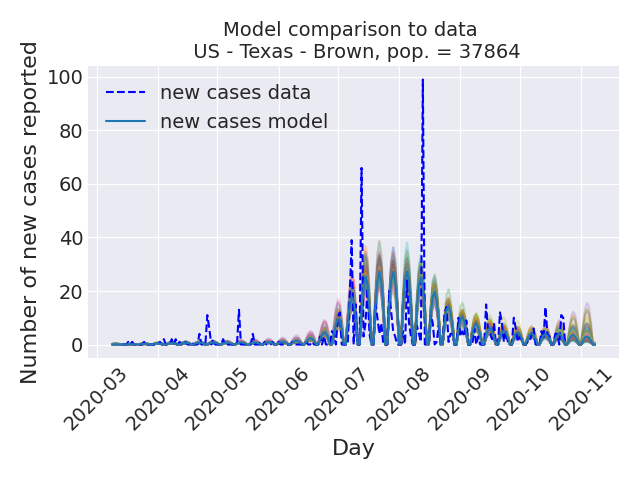 Model comparison to data
US - Texas - Brown, pop. = 37864
Number of new cases reported
100
80
60
40
20
0
new cases data
new cases model
2020-03
2020-04
2020-05
2020-06
2020-07
2020-08
2020-09
2020-10
2020-11
Day